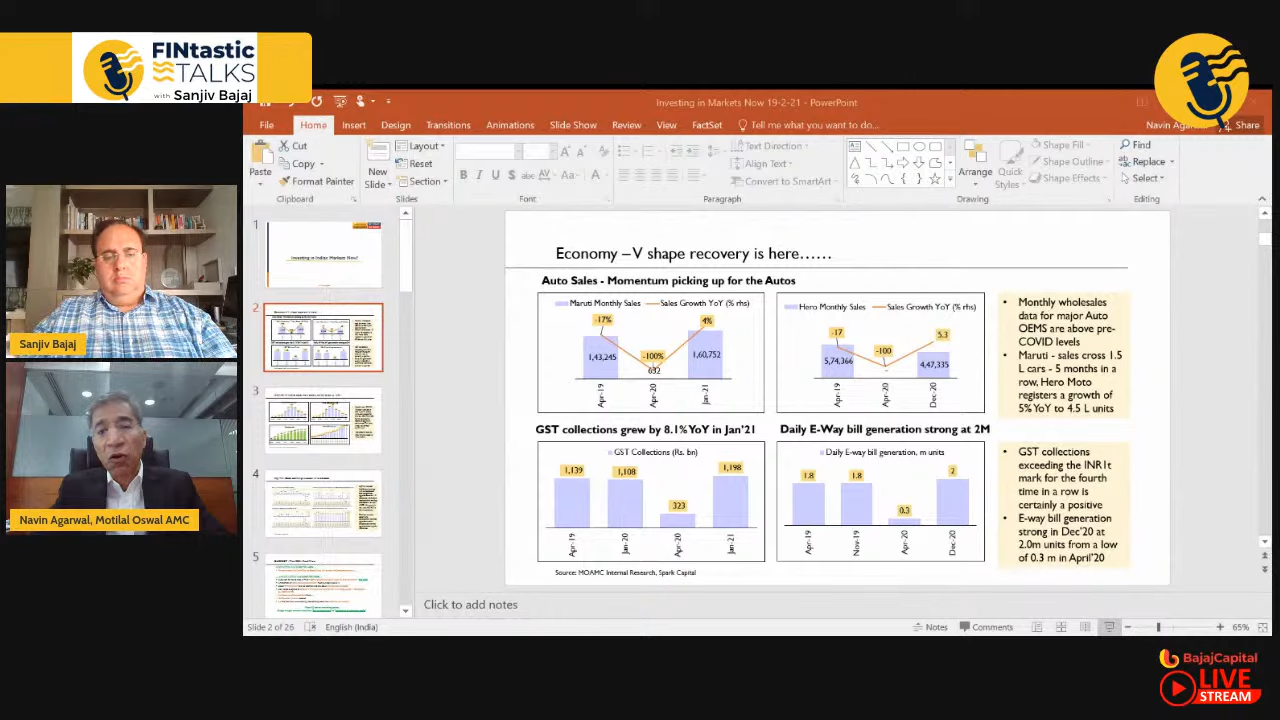 FINtastic
TALKS
with Sanjiv Bajaj
Investing in Markets Now 19-2-21 - PowerPoint
File Home Insert Design Transitions Animations Slide Show Review View FactSet Tell me what you want to do... Share
Paste
Cut
Copy
Format Painter
Clipboard
New
Slide
Layout
Reset
Section
Slides
Font
Text Direction
Align Text
Convert to SmartArt
Paragraph
Arrange
Quick
Styles
Shape Fill
Shape Outline
Shape Effects
Drawing
Find
Replace
Select
Editing
Sanjiv Bajaj
Navin Agarwal, Motilal Oswal AMC
1
Investing in Indian Markets Now!
2
3
4
5
Economy – V shape recovery is here……
Auto Sales - Momentum picking up for the Autos
Maruti Monthly Sales Sales Growth YoY (% rhs)
-17% -100% 4%
1,43,245 632 1,60,752
Apr-19 Apr-20 Jan-21
Hero Monthly Sales Sales Growth YoY (% rhs)
-17 -100 5.3
5,74,366 4,47,335
Apr-19 Apr-20 Dec-20
• Monthly wholesales
data for major Auto
OEMS are above pre-
COVID levels
• Maruti - sales cross 1.5
L cars - 5 months in a
row, Hero Moto
registers a growth of
5% YoY to 4.5 L units
GST collections grew by 8.1% YoY in Jan'21
GST Collections (Rs. bn)
1,139 1,108 323 1,198
Apr-19 Jan-20 Apr-20 Jan-21
Daily E-Way bill generation strong at 2M
Daily E-Way bill generation, m units
1.8 1.8 0.3 2
Apr-19 Nov-19 Apr-20 Dec-20
• GST collections
exceeding the INR1t
mark for the fourth
time in a row is
certainly a positive
• E-way bill generation
strong in Dec'20 at
2.0m units from a low
of 0.3 m in April'20
Source: MOAMC Internal Research, Spark Capital
Click to add notes
Slide 2 of 26 English (India) Notes Comments 65%
BajajCapital
LIVE
STREAM